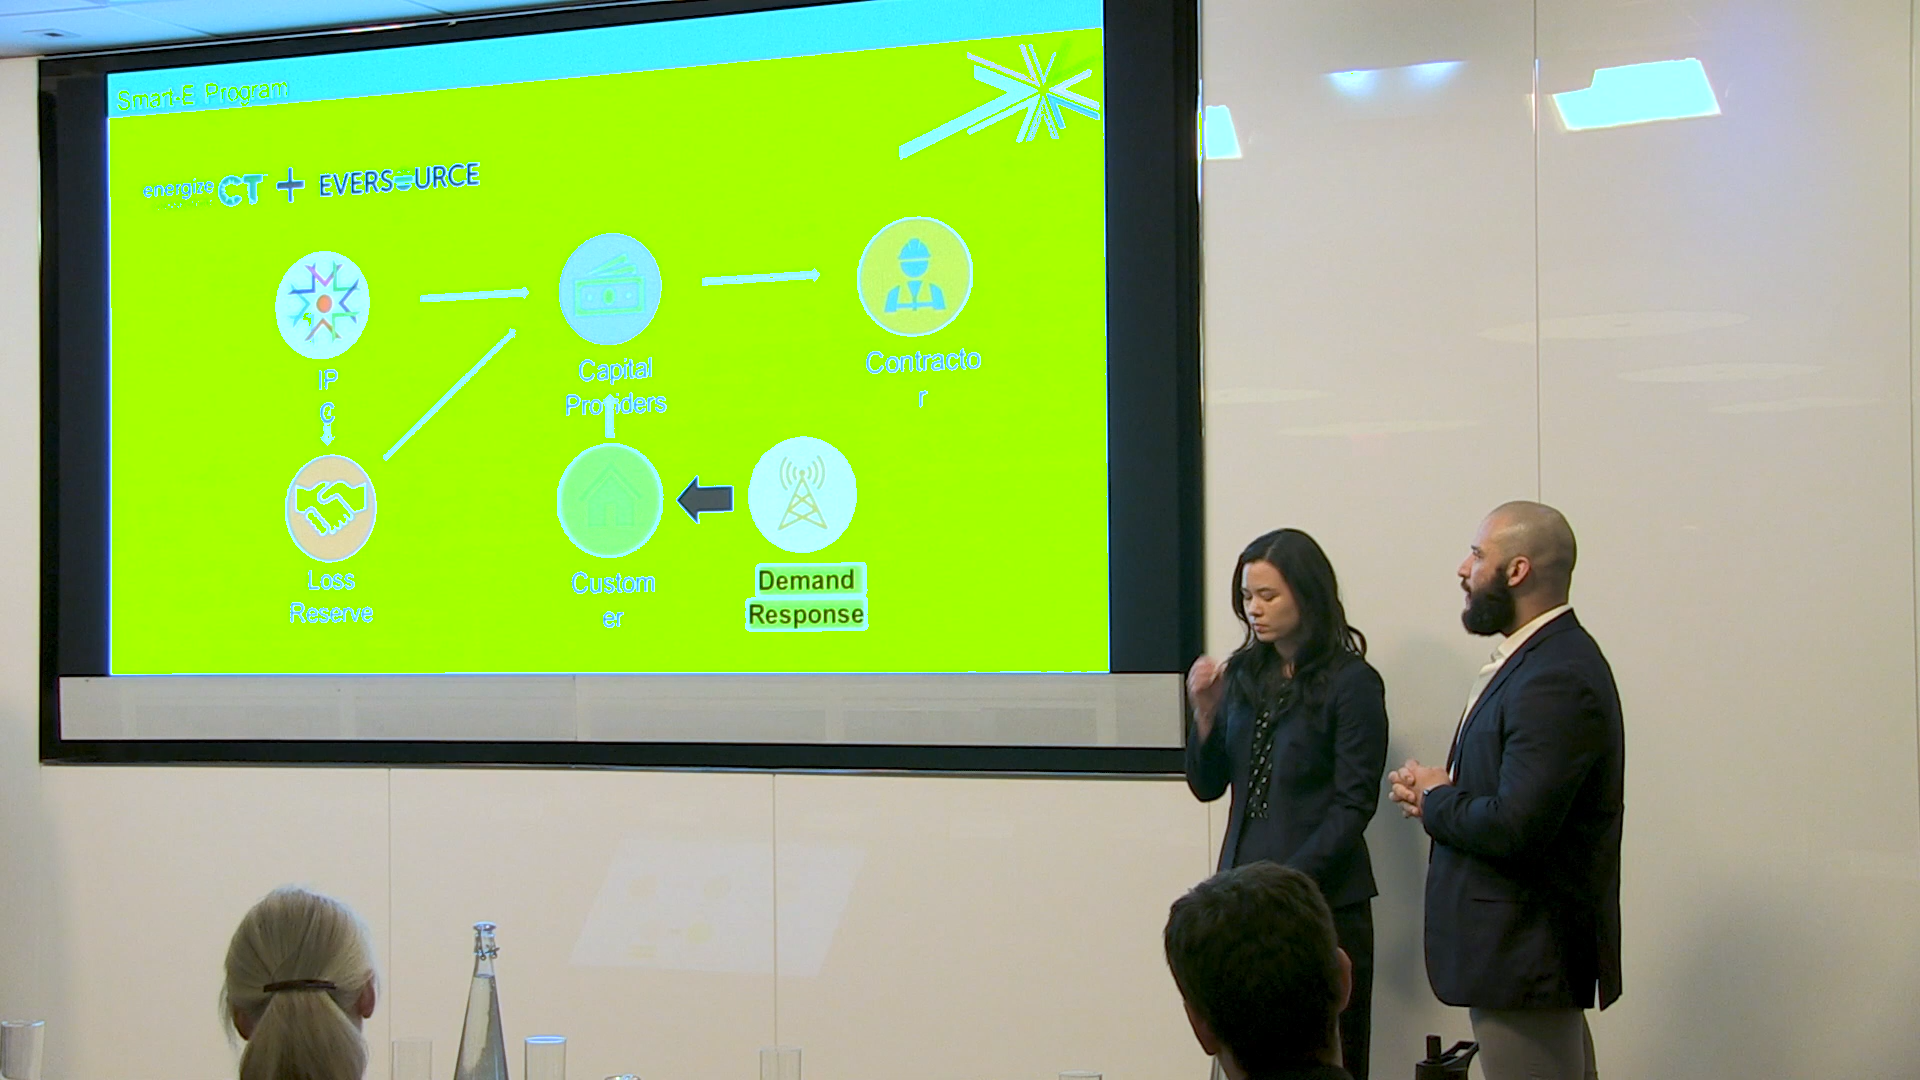 Smart-E Program
energize CT + EVERSOURCE
IP
C
Capital
Providers
Contracto
r
Loss
Reserve
Custom
er
Demand
Response